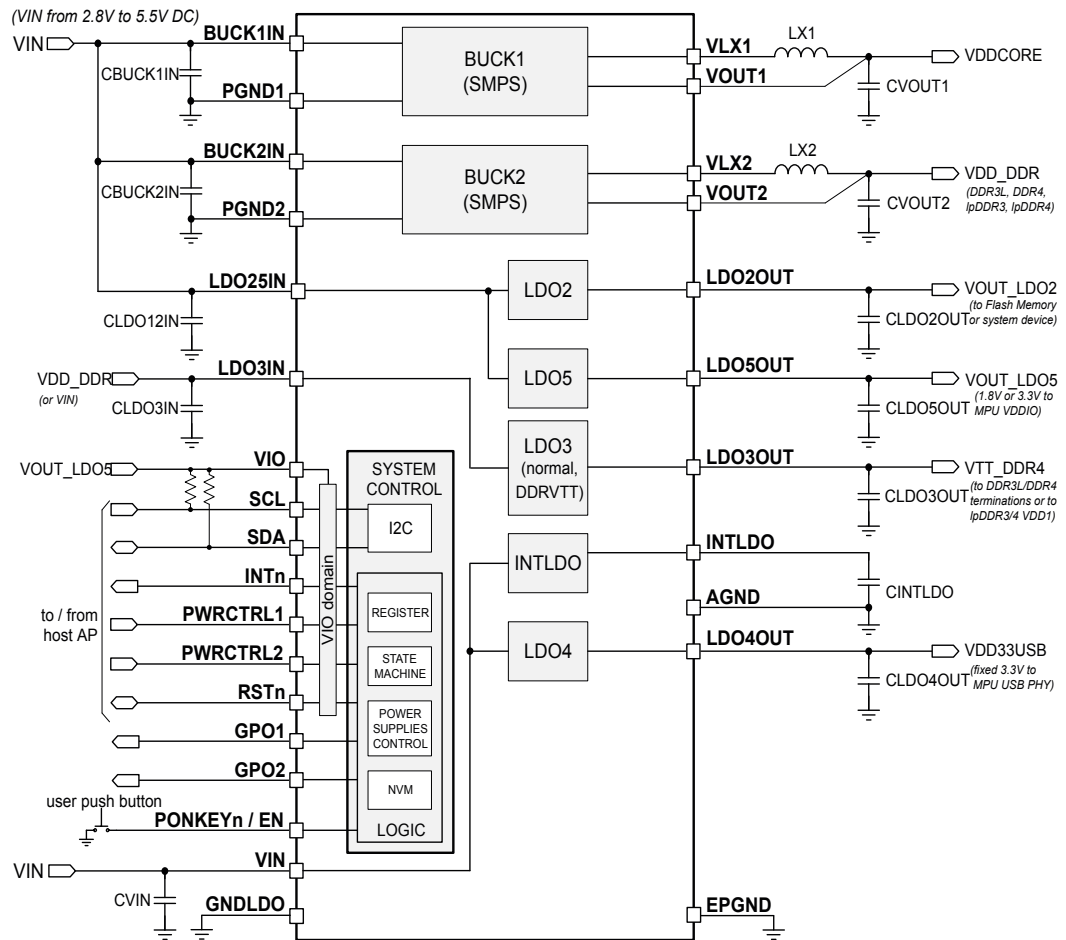 (VIN from 2.8V to 5.5V DC)
VIN
BUCK1IN
CBUCK1IN
PGND1
BUCK1
(SMPS)
VLX1
LX1
VDDCORE
VOUT1
CVOUT1
BUCK2IN
CBUCK2IN
PGND2
BUCK2
(SMPS)
VLX2
LX2
VDD_DDR
(DDR3L, DDR4,
lpDDR3, lpDDR4)
VOUT2
CVOUT2
LDO25IN
CLDO12IN
LDO2
LDO2OUT
VOUT_LDO2
(to Flash Memory
or system device)
CLDO2OUT
LDO5
LDO5OUT
VOUT_LDO5
(1.8V or 3.3V to
MPU VDDIO)
CLDO5OUT
VDD_DDR
(or VIN)
LDO3IN
CLDO3IN
LDO3
(normal,
DDRVTT)
LDO3OUT
VTT_DDR4
(to DDR3L/DDR4
terminations or to
lpDDR3/4 VDD1)
CLDO3OUT
VOUT_LDO5
VIO
SCL
SDA
INTn
PWRCTRL1
PWRCTRL2
RSTn
GPO1
GPO2
to / from
host AP
VIO domain
SYSTEM
CONTROL
I2C
REGISTER
STATE
MACHINE
POWER
SUPPLIES
CONTROL
NVM
LOGIC
INTLDO
INTLDO
CINTLDO
AGND
LDO4
LDO4OUT
VDD33USB
(fixed 3.3V to
MPU USB PHY)
CLDO4OUT
user push button
PONKEYn / EN
VIN
VIN
CVIN
GNDLDO
EPGND